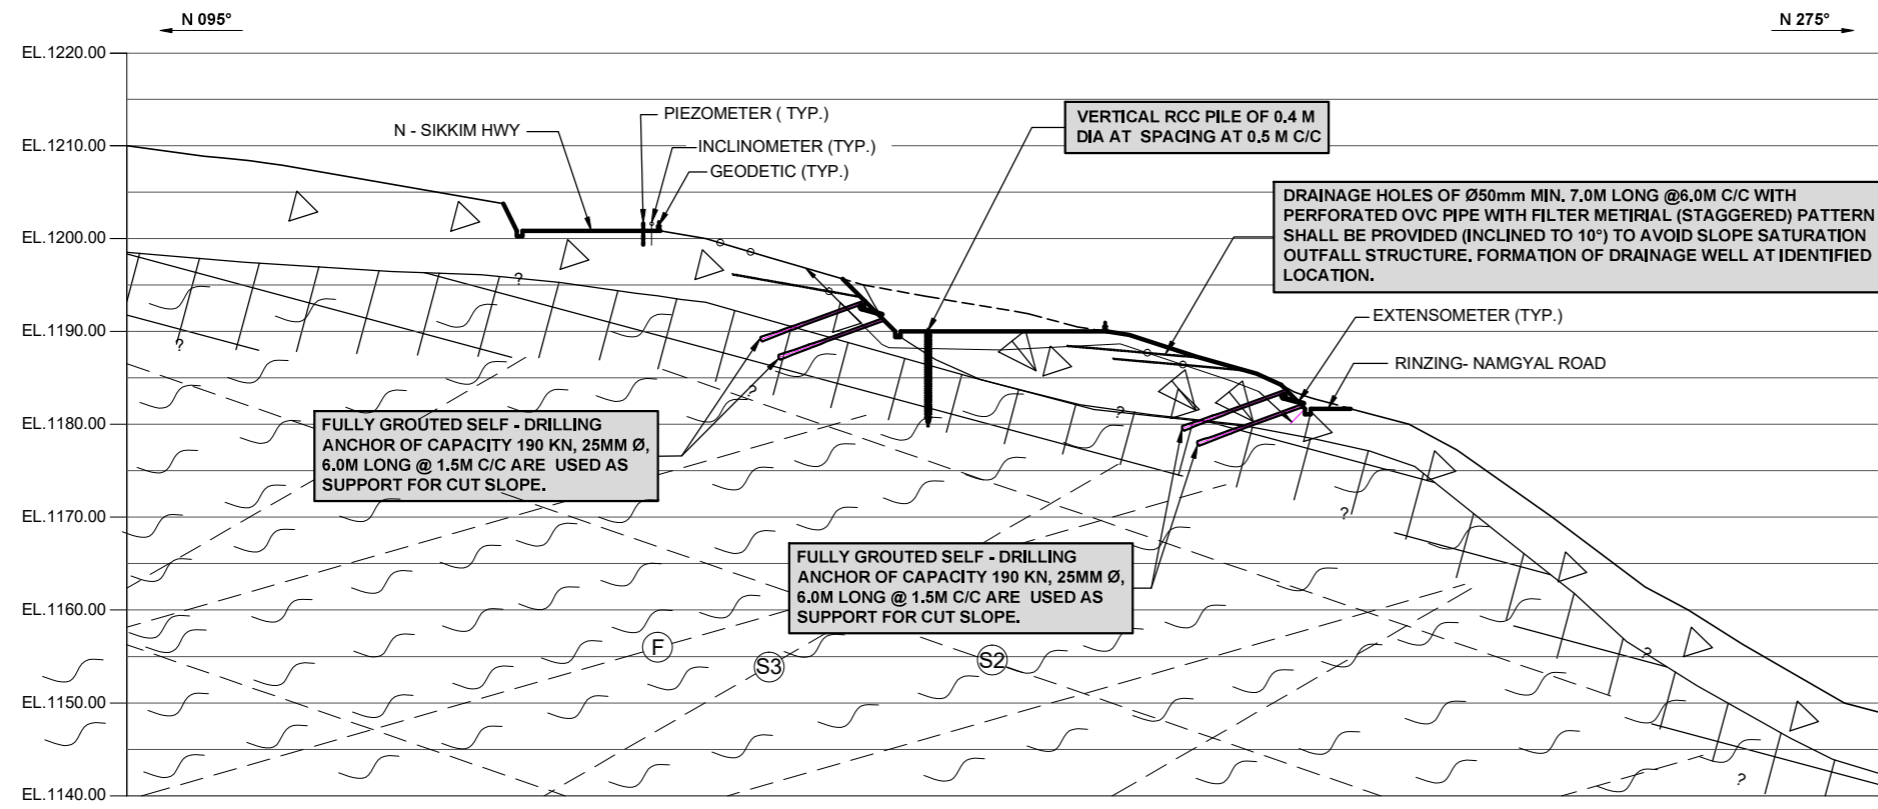 N 095°
N 275°
EL.1220.00
EL.1210.00
EL.1200.00
EL.1190.00
EL.1180.00
EL.1170.00
EL.1160.00
EL.1150.00
EL.1140.00
N - SIKKIM HWY
PIEZOMETER ( TYP.)
INCLINOMETER (TYP.)
GEODETIC (TYP.)
VERTICAL RCC PILE OF 0.4 M
DIA AT SPACING AT 0.5 M C/C
DRAINAGE HOLES OF Ø50mm MIN. 7.0M LONG @6.0M C/C WITH
PERFORATED OVC PIPE WITH FILTER METIRIAL (STAGGERED) PATTERN
SHALL BE PROVIDED (INCLINED TO 10°) TO AVOID SLOPE SATURATION
OUTFALL STRUCTURE. FORMATION OF DRAINAGE WELL AT IDENTIFIED
LOCATION.
EXTENSOMETER (TYP.)
RINZING- NAMGYAL ROAD
FULLY GROUTED SELF - DRILLING
ANCHOR OF CAPACITY 190 KN, 25MM Ø,
6.0M LONG @ 1.5M C/C ARE USED AS
SUPPORT FOR CUT SLOPE.
FULLY GROUTED SELF - DRILLING
ANCHOR OF CAPACITY 190 KN, 25MM Ø,
6.0M LONG @ 1.5M C/C ARE USED AS
SUPPORT FOR CUT SLOPE.
?
?
?
?
?
?
?
F
S3
S2